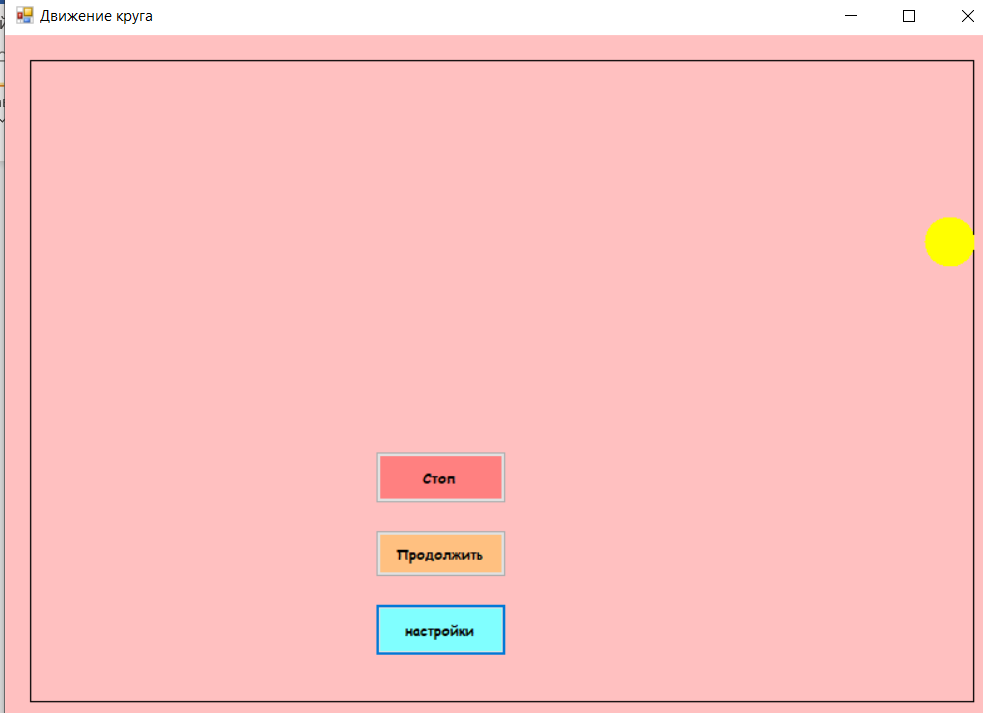 Движение круга
Стоп
Продолжить
настройки